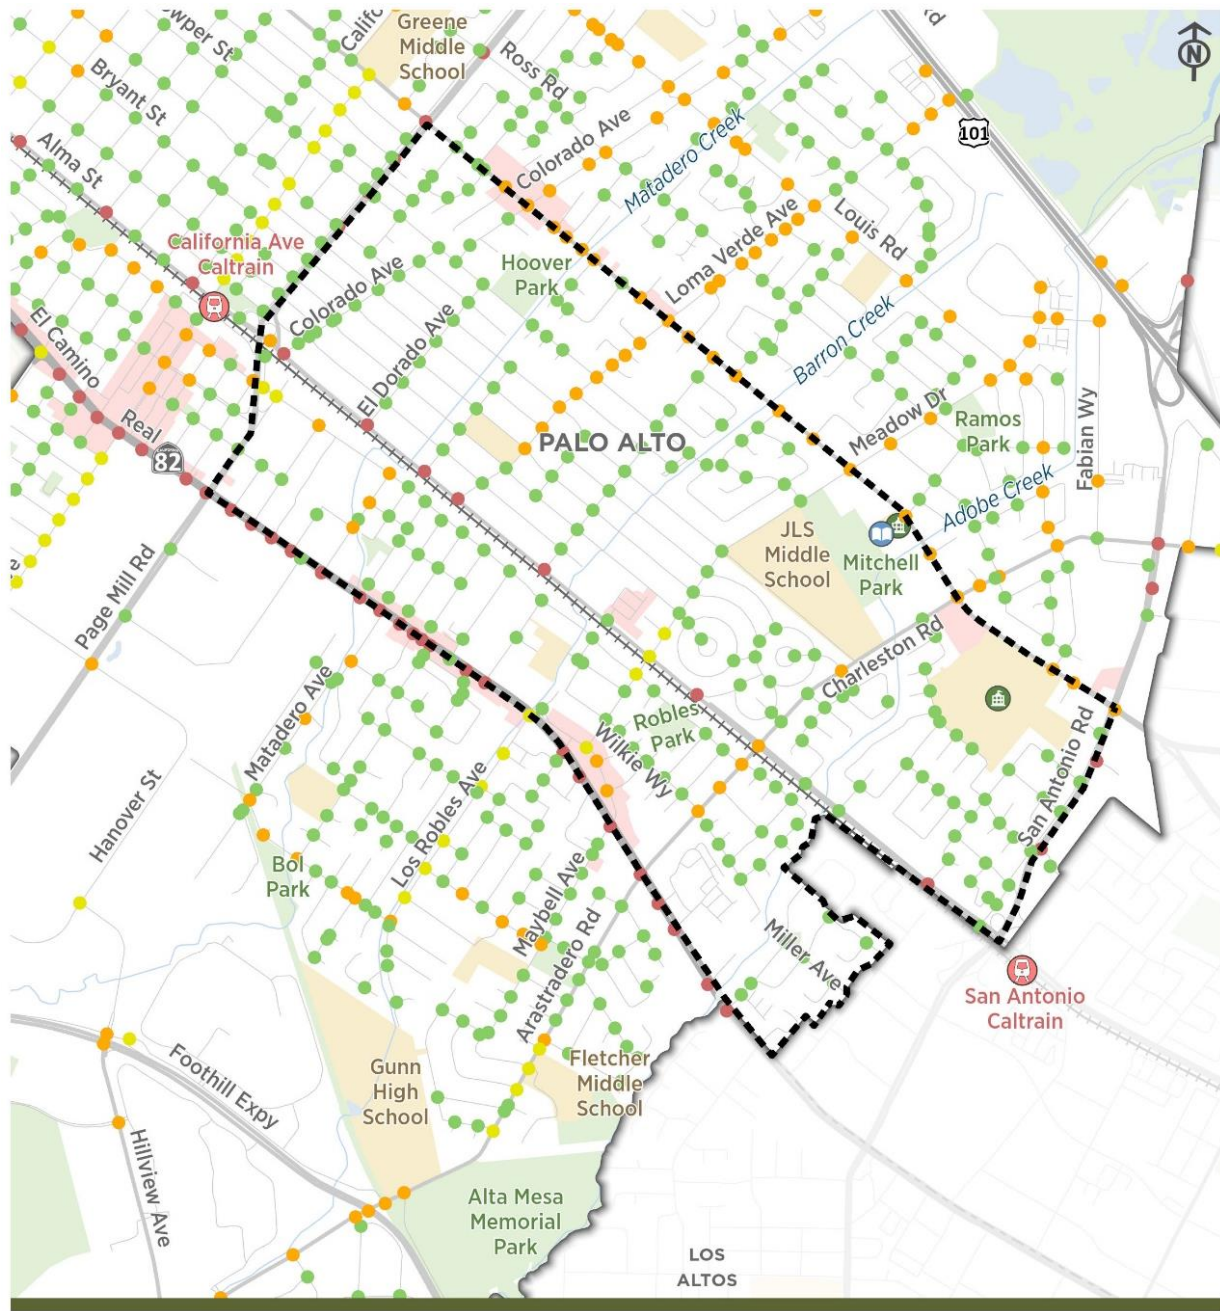 Greene
Middle
School
Ross Rd
Rd
wper St
Califo
Bryant St
Colorado Ave
Matadero Creek
101
N
Alma St
Louis Rd
California Ave
Caltrain
Hoover
Park
Loma Verde Ave
Colorado Ave
El Dorado Ave
Barron Creek
El Camino
Real
82
PALO ALTO
Meadow Dr
Ramos
Park
Fabian Wy
Adobe Creek
JLS
Middle
School
Mitchell
Park
Page Mill Rd
e
Charleston Rd
Matadero Ave
Robles
Park
Wilkie Wy
San Antonio Rd
Hanover St
Los Robles Ave
Bol
Park
Maybell Ave
Arastradero Rd
Miller Ave
San Antonio
Caltrain
Foothill Expy
Gunn
High
School
Fletcher
Middle
School
Hillview Ave
Alta Mesa
Memorial
Park
LOS
ALTOS